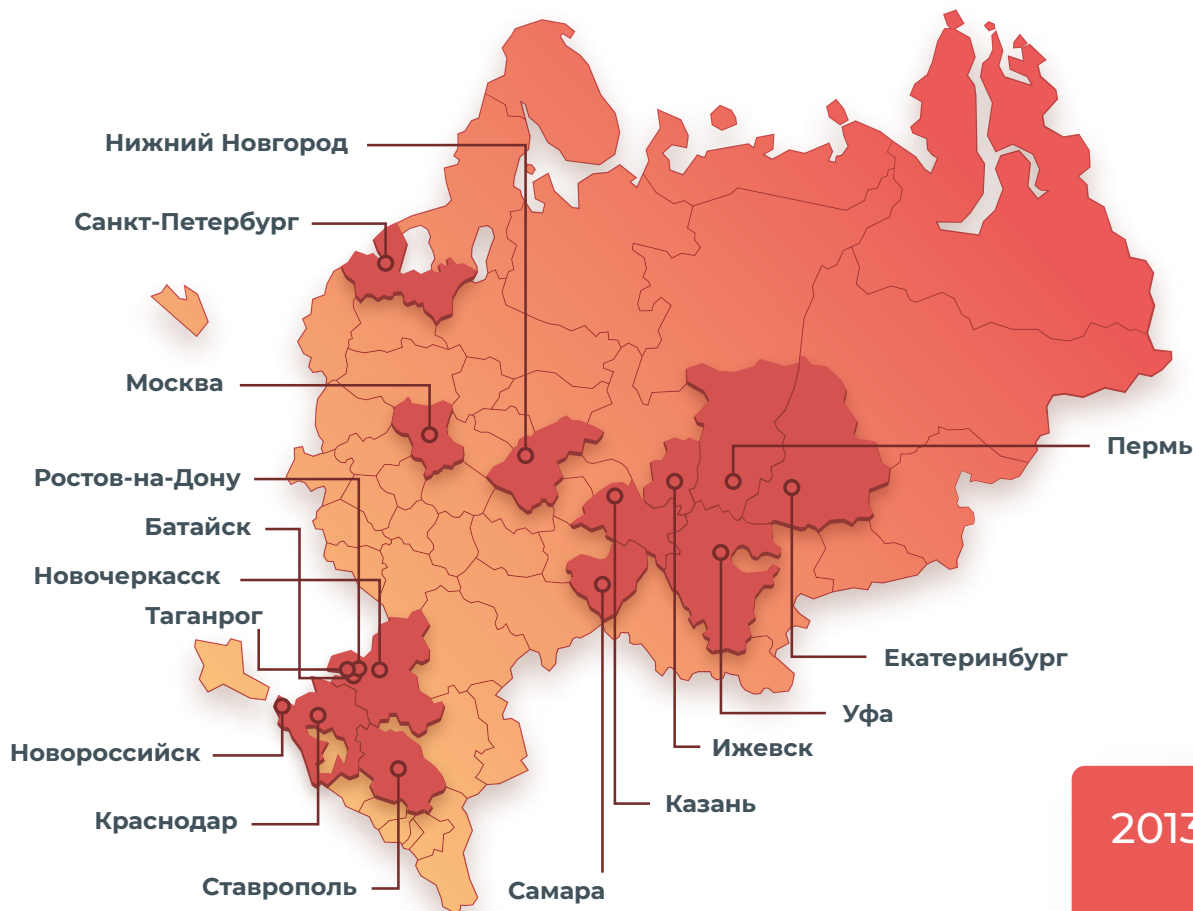 Нижний Новгород
Санкт-Петербург
Москва
Пермь
Ростов-на-Дону
Батайск
Новочеркасск
Таганрог
Екатеринбург
Уфа
Ижевск
Новороссийск
Казань
Краснодар
2013
Ставрополь
Самара